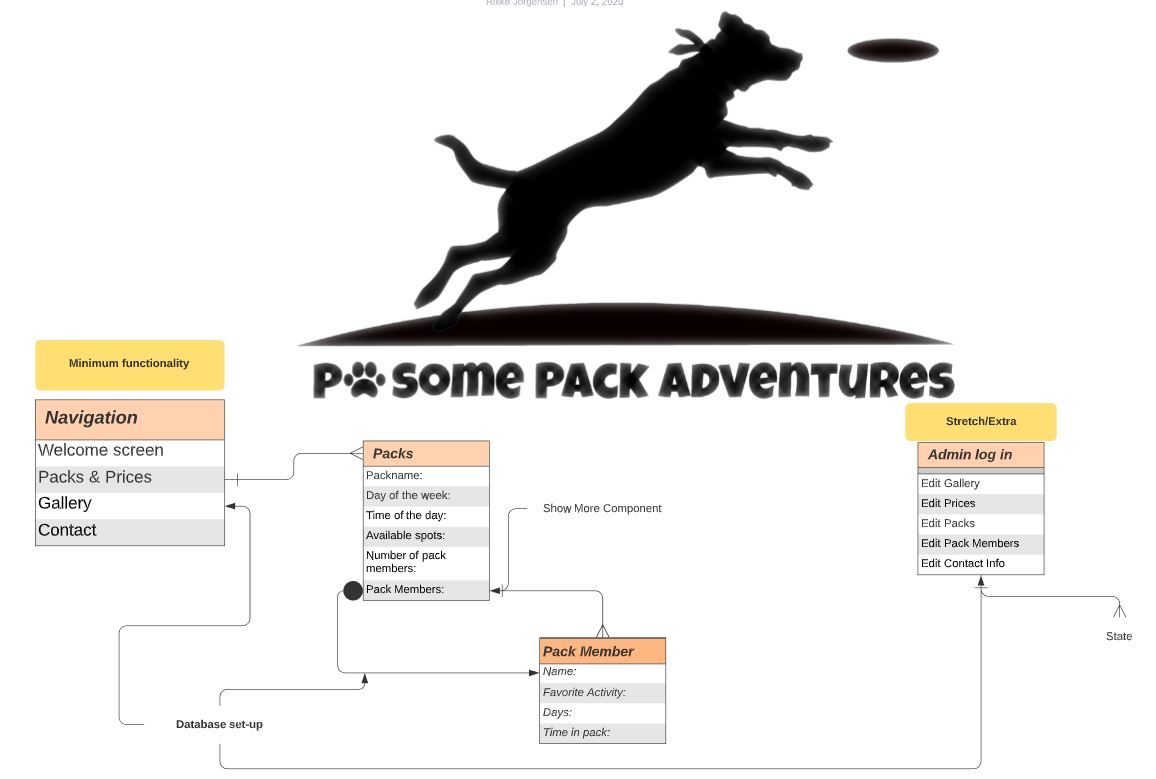 Rikke Jorgensen | July 2, 2020
P SOME PACK ADVENTURES
Minimum functionality
Navigation
Welcome screen
Packs & Prices
Gallery
Contact
Packs
Packname:
Day of the week:
Time of the day:
Available spots:
Number of pack
members:
Pack Members:
Show More Component
Pack Member
Name:
Favorite Activity:
Days:
Time in pack:
Database set-up
Stretch/Extra
Admin log in
Edit Gallery
Edit Prices
Edit Packs
Edit Pack Members
Edit Contact Info
State